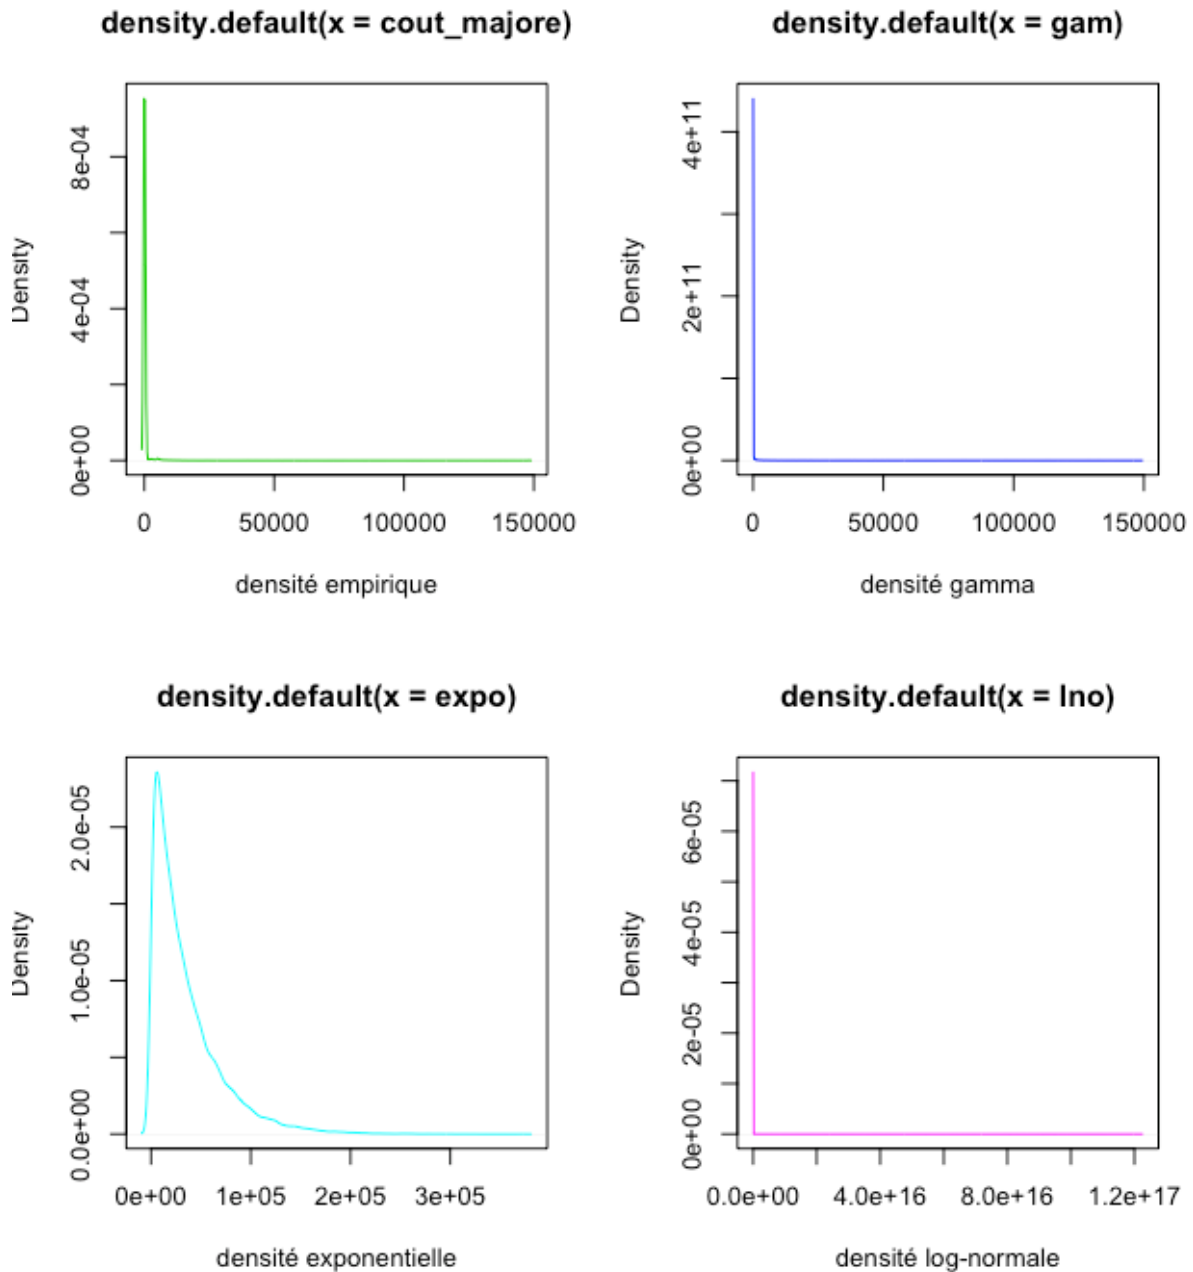 density.default(x = cout_majore)
Density
0e+00
4e-04
8e-04
0
50000
100000
150000
densité empirique
density.default(x = gam)
Density
0e+00
2e+11
4e+11
0
50000
100000
150000
densité gamma
density.default(x = expo)
Density
0.0e+00
1.0e-05
2.0e-05
0e+00
1e+05
2e+05
3e+05
densité exponentielle
density.default(x = lno)
Density
0e+00
2e-05
4e-05
6e-05
0.0e+00
4.0e+16
8.0e+16
1.2e+17
densité log-normale